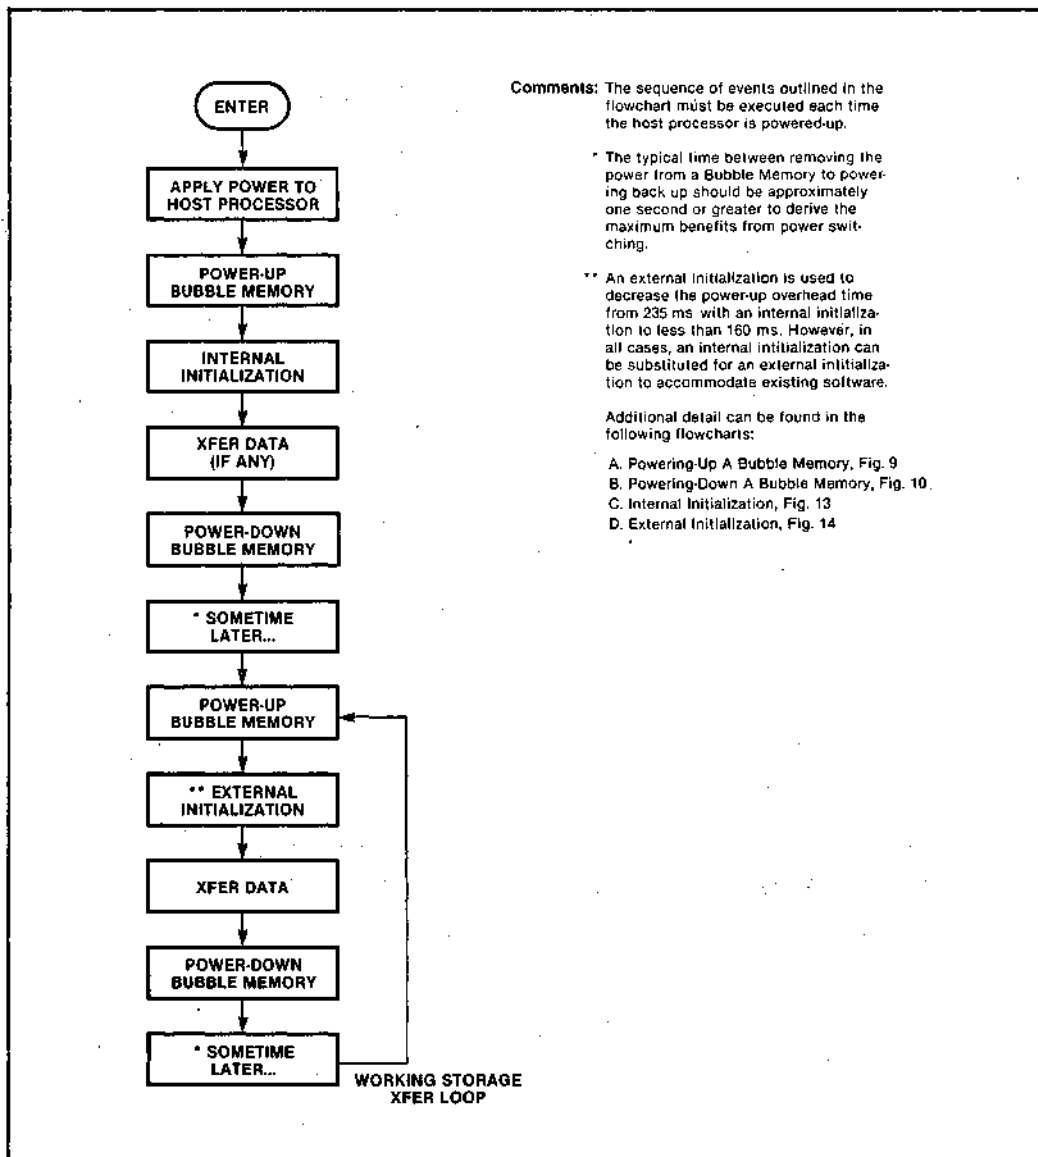 ENTER
APPLY POWER TO
HOST PROCESSOR
POWER-UP
BUBBLE MEMORY
INTERNAL
INITIALIZATION
XFER DATA
(IF ANY)
POWER-DOWN
BUBBLE MEMORY
* SOMETIME
LATER...
POWER-UP
BUBBLE MEMORY
** EXTERNAL
INITIALIZATION
XFER DATA
POWER-DOWN
BUBBLE MEMORY
* SOMETIME
LATER...
WORKING STORAGE
XFER LOOP
Comments: The sequence of events outlined in the
flowchart must be executed each time
the host processor is powered-up.
* The typical time between removing the
power from a Bubble Memory to power-
ing back up should be approximately
one second or greater to derive the
maximum benefits from power swit-
ching.
** An external initialization is used to
decrease the power-up overhead time
from 235 ms with an internal initializa-
tion to less than 160 ms. However, in
all cases, an internal intitialization can
be substituted for an external intitializa-
tion to accommodate existing software.
Additional detail can be found in the
following flowcharts:
A. Powering-Up A Bubble Memory, Fig. 9
B. Powering-Down A Bubble Memory, Fig. 10
C. Internal Initialization, Fig. 13
D. External Initialization, Fig. 14